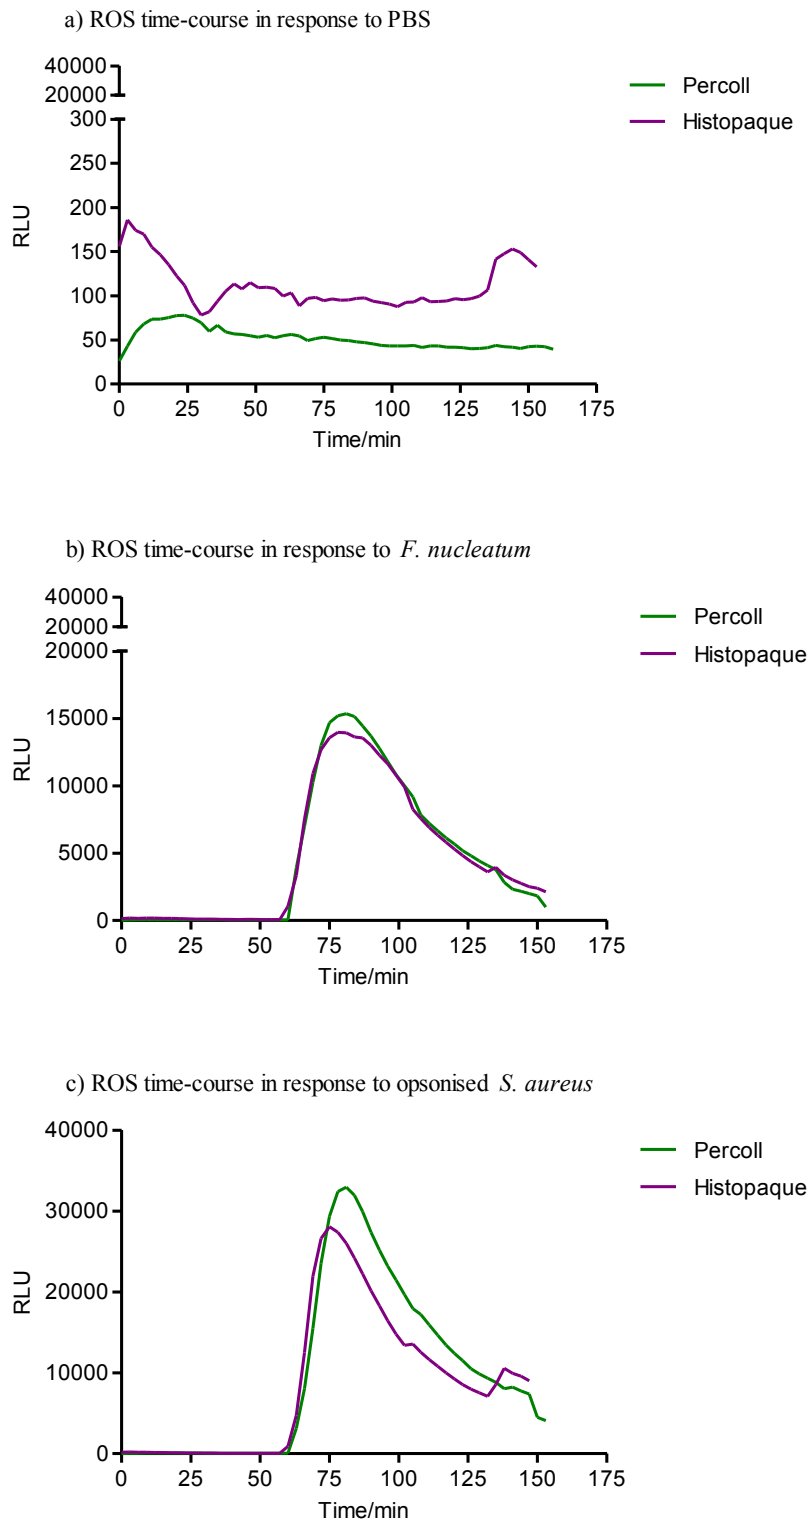 a) ROS time-course in response to PBS
40000
20000
300
250
200
150
100
50
0
RLU
0 25 50 75 100 125 150 175
Time/min
Percoll
Histopaque
b) ROS time-course in response to F. nucleatum
40000
20000
20000
15000
10000
5000
0
RLU
0 25 50 75 100 125 150 175
Time/min
Percoll
Histopaque
c) ROS time-course in response to opsonised S. aureus
40000
30000
20000
10000
0
RLU
0 25 50 75 100 125 150 175
Time/min
Percoll
Histopaque